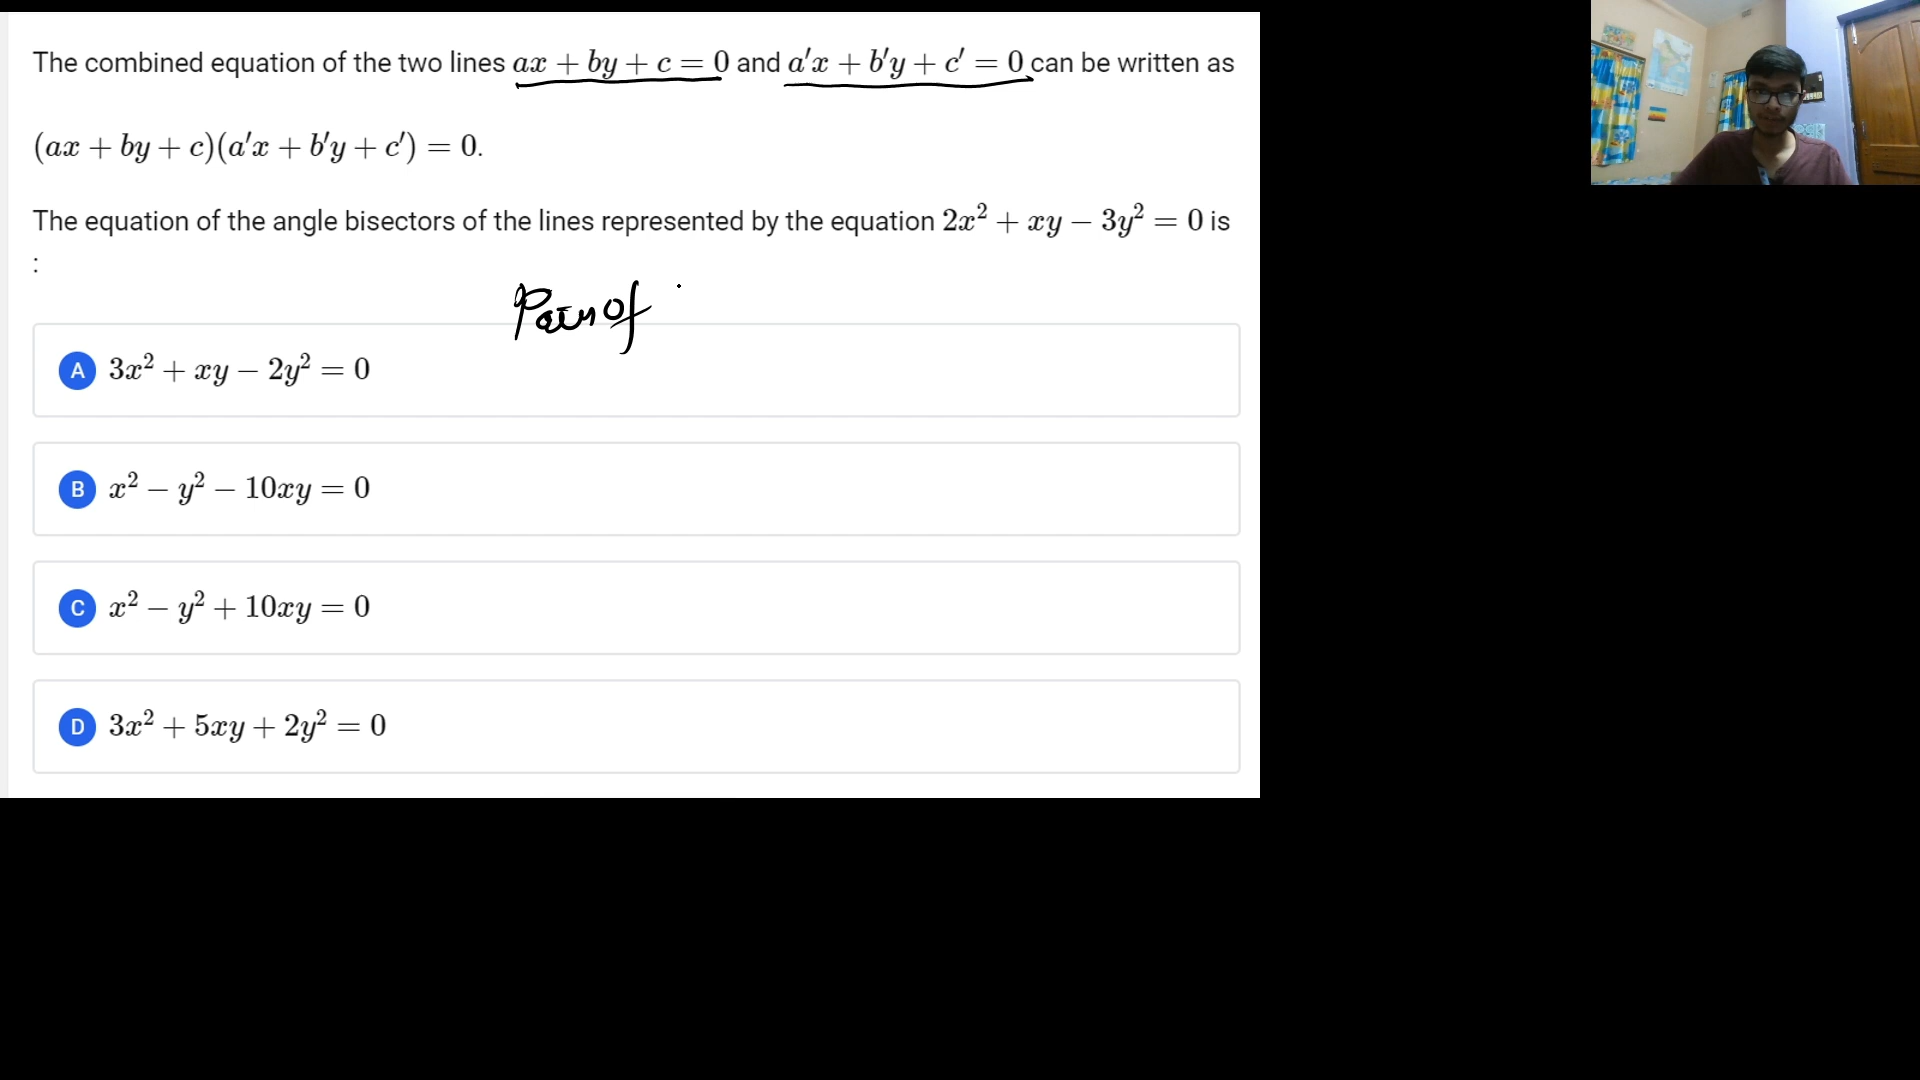 The combined equation of the two lines ax + by + c = 0 and a′x + b′y + c′ = 0 can be written as
(ax + by + c)(a′x + b′y + c′) = 0.
The equation of the angle bisectors of the lines represented by the equation 2x² + xy − 3y² = 0 is
:
Pair of
A 3x² + xy − 2y² = 0
B x² − y² − 10xy = 0
C x² − y² + 10xy = 0
D 3x² + 5xy + 2y² = 0